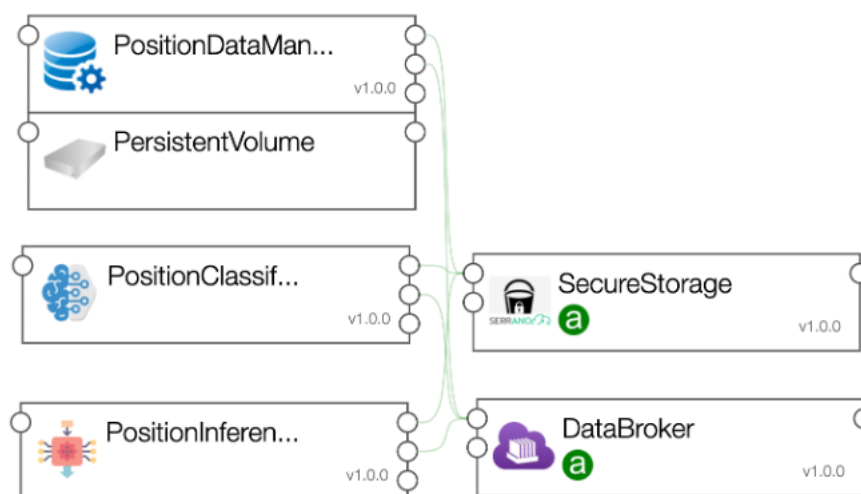 PositionDataMan...
v1.0.0
PersistentVolume
PositionClassif...
v1.0.0
SecureStorage
SERRANO
a
v1.0.0
PositionInferen...
v1.0.0
DataBroker
a
v1.0.0